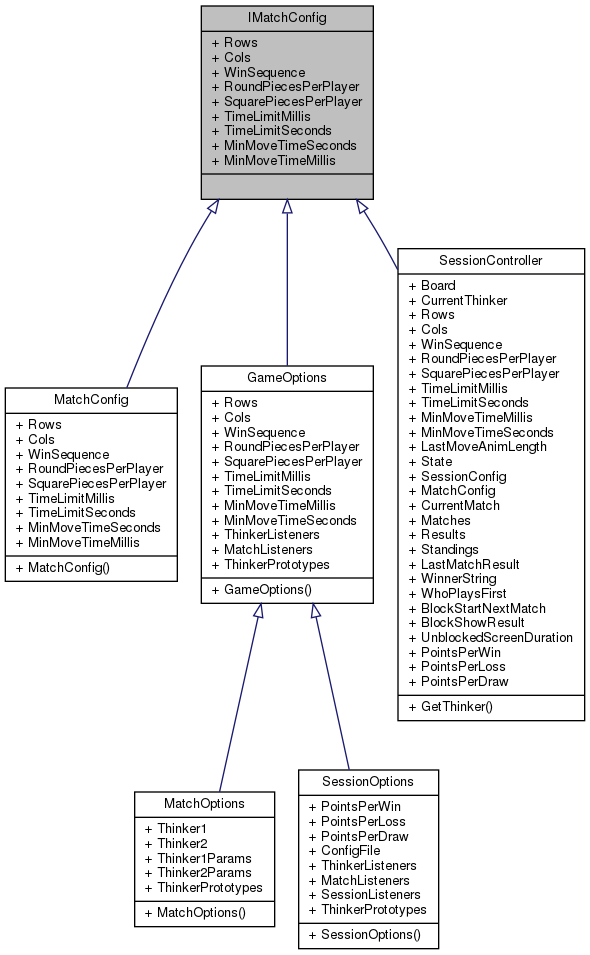 IMatchConfig
+ Rows
+ Cols
+ WinSequence
+ RoundPiecesPerPlayer
+ SquarePiecesPerPlayer
+ TimeLimitMillis
+ TimeLimitSeconds
+ MinMoveTimeSeconds
+ MinMoveTimeMillis
MatchConfig
+ Rows
+ Cols
+ WinSequence
+ RoundPiecesPerPlayer
+ SquarePiecesPerPlayer
+ TimeLimitMillis
+ TimeLimitSeconds
+ MinMoveTimeSeconds
+ MinMoveTimeMillis
+ MatchConfig()
GameOptions
+ Rows
+ Cols
+ WinSequence
+ RoundPiecesPerPlayer
+ SquarePiecesPerPlayer
+ TimeLimitMillis
+ TimeLimitSeconds
+ MinMoveTimeMillis
+ MinMoveTimeSeconds
+ ThinkerListeners
+ MatchListeners
+ ThinkerPrototypes
+ GameOptions()
SessionController
+ Board
+ CurrentThinker
+ Rows
+ Cols
+ WinSequence
+ RoundPiecesPerPlayer
+ SquarePiecesPerPlayer
+ TimeLimitMillis
+ TimeLimitSeconds
+ MinMoveTimeMillis
+ MinMoveTimeSeconds
+ LastMoveAnimLength
+ State
+ SessionConfig
+ MatchConfig
+ CurrentMatch
+ Matches
+ Results
+ Standings
+ LastMatchResult
+ WinnerString
+ WhoPlaysFirst
+ BlockStartNextMatch
+ BlockShowResult
+ UnblockedScreenDuration
+ PointsPerWin
+ PointsPerLoss
+ PointsPerDraw
+ GetThinker()
MatchOptions
+ Thinker1
+ Thinker2
+ Thinker1Params
+ Thinker2Params
+ ThinkerPrototypes
+ MatchOptions()
SessionOptions
+ PointsPerWin
+ PointsPerLoss
+ PointsPerDraw
+ ConfigFile
+ ThinkerListeners
+ MatchListeners
+ SessionListeners
+ ThinkerPrototypes
+ SessionOptions()